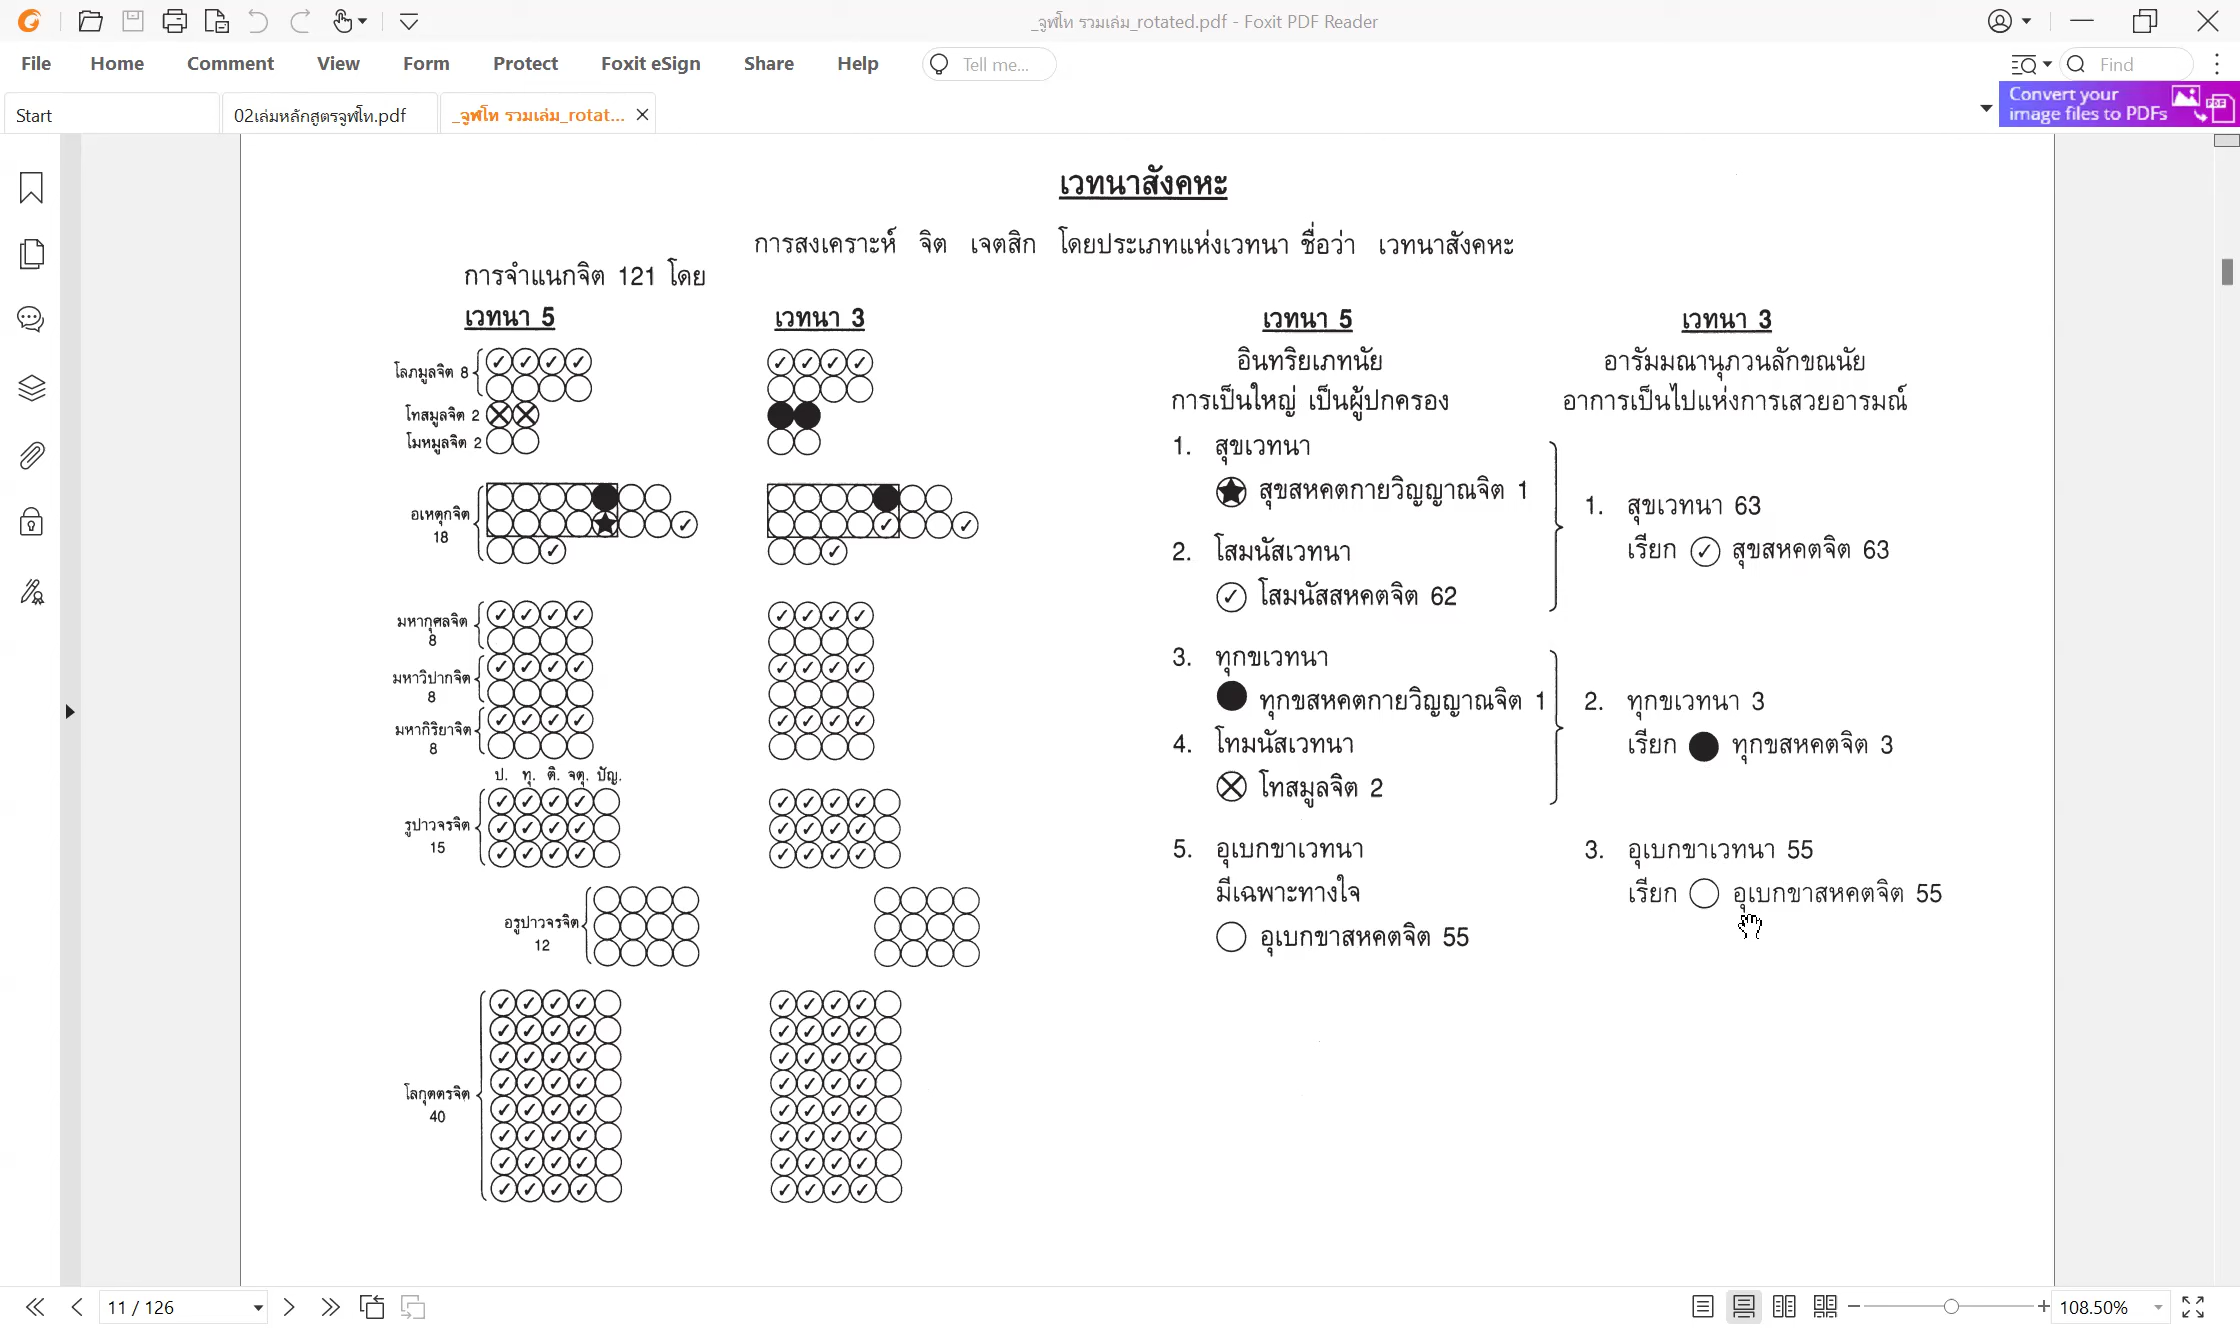 _จูฬโท รวมเล่ม_rotated.pdf - Foxit PDF Reader
File Home Comment View Form Protect Foxit eSign Share Help Tell me... Find
Start 02เล่มหลักสูตรจูฬโท.pdf _จูฬโท รวมเล่ม_rotat...
Convert your
image files to PDFs
PDF
เวทนาสังคหะ
การสงเคราะห์ จิต เจตสิก โดยประเภทแห่งเวทนา ชื่อว่า เวทนาสังคหะ
การจำแนกจิต 121 โดย
เวทนา 5
โลภมูลจิต 8
โทสมูลจิต 2
โมหมูลจิต 2
อเหตุกจิต
18
มหากุศลจิต
8
มหาวิปากจิต
8
มหากิริยาจิต
8
ป. ทุ. ติ. จตุ. ปัญ.
รูปาวจรจิต
15
อรูปาวจรจิต
12
โลกุตตรจิต
40
เวทนา 3
เวทนา 5
อินทริยเภทนัย
การเป็นใหญ่ เป็นผู้ปกครอง
1. สุขเวทนา
สุขสหคตกายวิญญาณจิต 1
2. โสมนัสเวทนา
โสมนัสสหคตจิต 62
3. ทุกขเวทนา
ทุกขสหคตกายวิญญาณจิต 1
4. โทมนัสเวทนา
โทสมูลจิต 2
5. อุเบกขาเวทนา
มีเฉพาะทางใจ
อุเบกขาสหคตจิต 55
เวทนา 3
อารัมมณานุภวนลักขณนัย
อาการเป็นไปแห่งการเสวยอารมณ์
1. สุขเวทนา 63
เรียก สุขสหคตจิต 63
2. ทุกขเวทนา 3
เรียก ทุกขสหคตจิต 3
3. อุเบกขาเวทนา 55
เรียก อุเบกขาสหคตจิต 55
11 / 126
108.50%